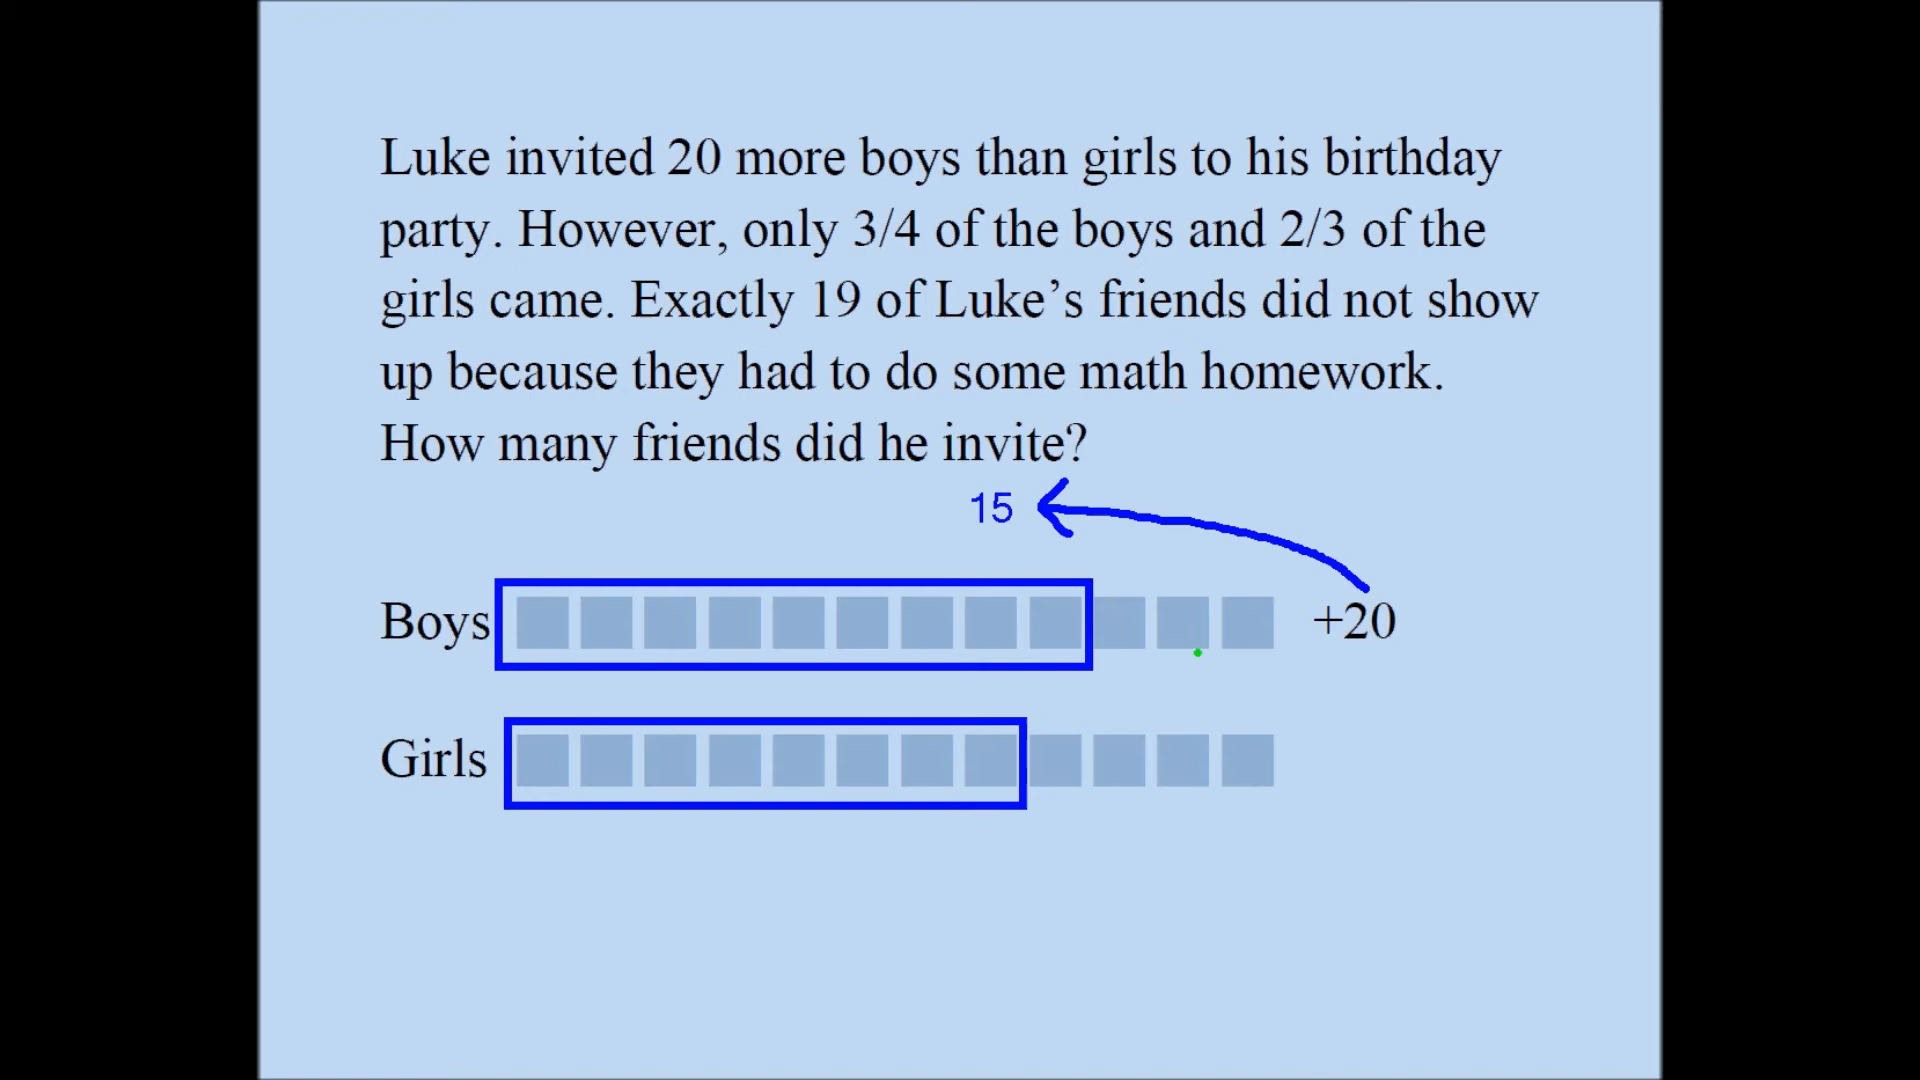 Luke invited 20 more boys than girls to his birthday
party. However, only 3/4 of the boys and 2/3 of the
girls came. Exactly 19 of Luke’s friends did not show
up because they had to do some math homework.
How many friends did he invite?
15
Boys +20
Girls